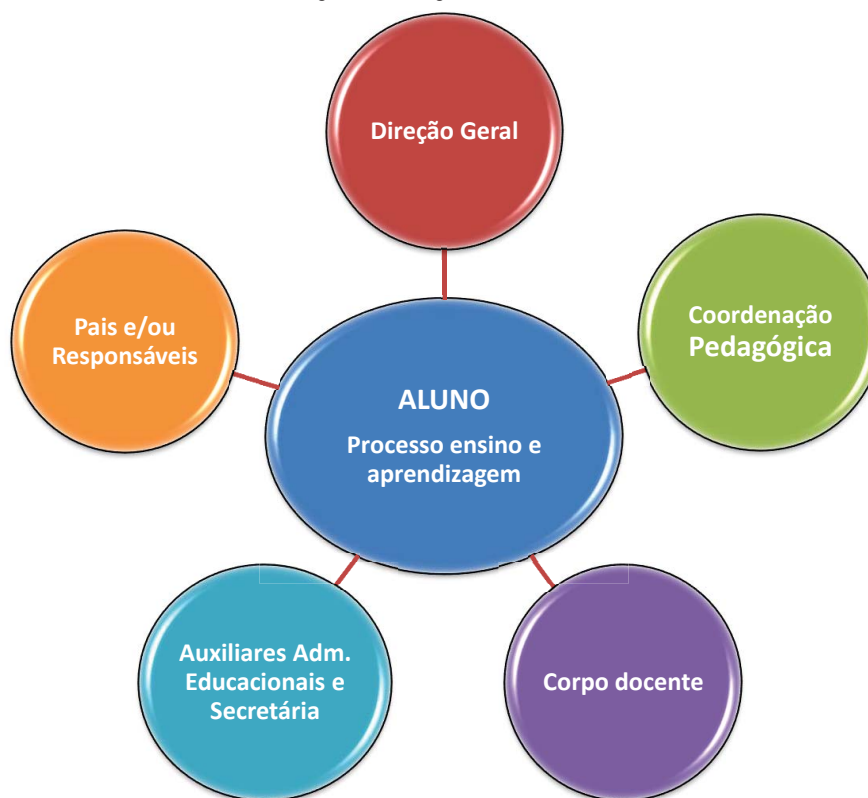 Direção Geral
Coordenação
Pedagógica
Pais e/ou
Responsáveis
ALUNO
Processo ensino e
aprendizagem
Auxiliares Adm.
Educacionais e
Secretária
Corpo docente